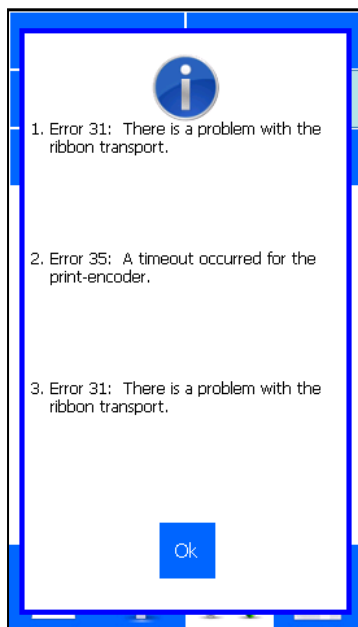 1. Error 31: There is a problem with the
ribbon transport.
2. Error 35: A timeout occurred for the
print-encoder.
3. Error 31: There is a problem with the
ribbon transport.
Ok